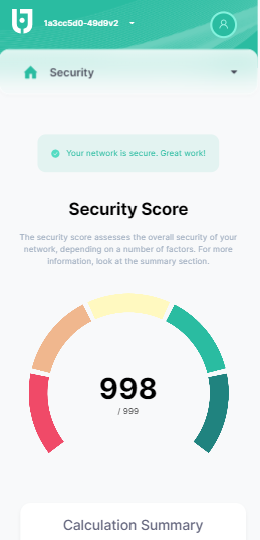 1a3cc5d0-49d9v2
Security
Your network is secure. Great work!
Security Score
The security score assesses the overall security of your
network, depending on a number of factors. For more
information, look at the summary section.
998
/ 999
Calculation Summary